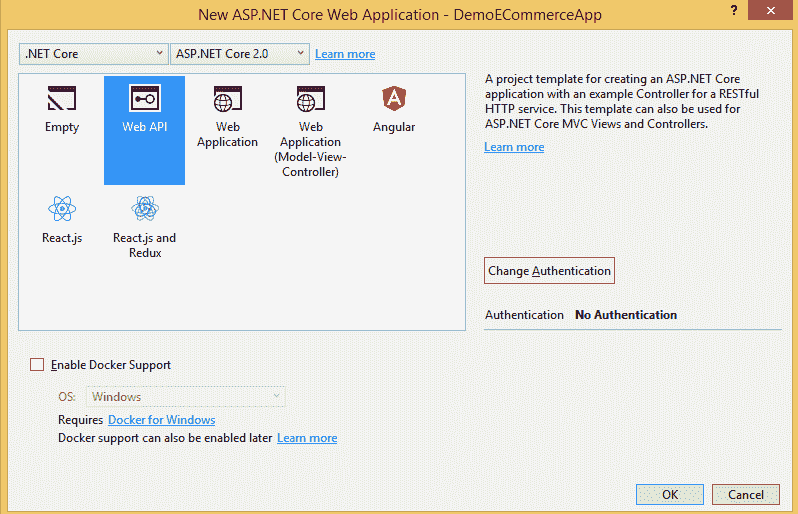 New ASP.NET Core Web Application - DemoECommerceApp
?
.NET Core
ASP.NET Core 2.0
Learn more
Empty
Web API
Web
Application
Web
Application
(Model-View-
Controller)
Angular
React.js
React.js and
Redux
A project template for creating an ASP.NET Core
application with an example Controller for a RESTful
HTTP service. This template can also be used for
ASP.NET Core MVC Views and Controllers.
Learn more
Change Authentication
Authentication No Authentication
Enable Docker Support
OS: Windows
Requires Docker for Windows
Docker support can also be enabled later Learn more
OK
Cancel